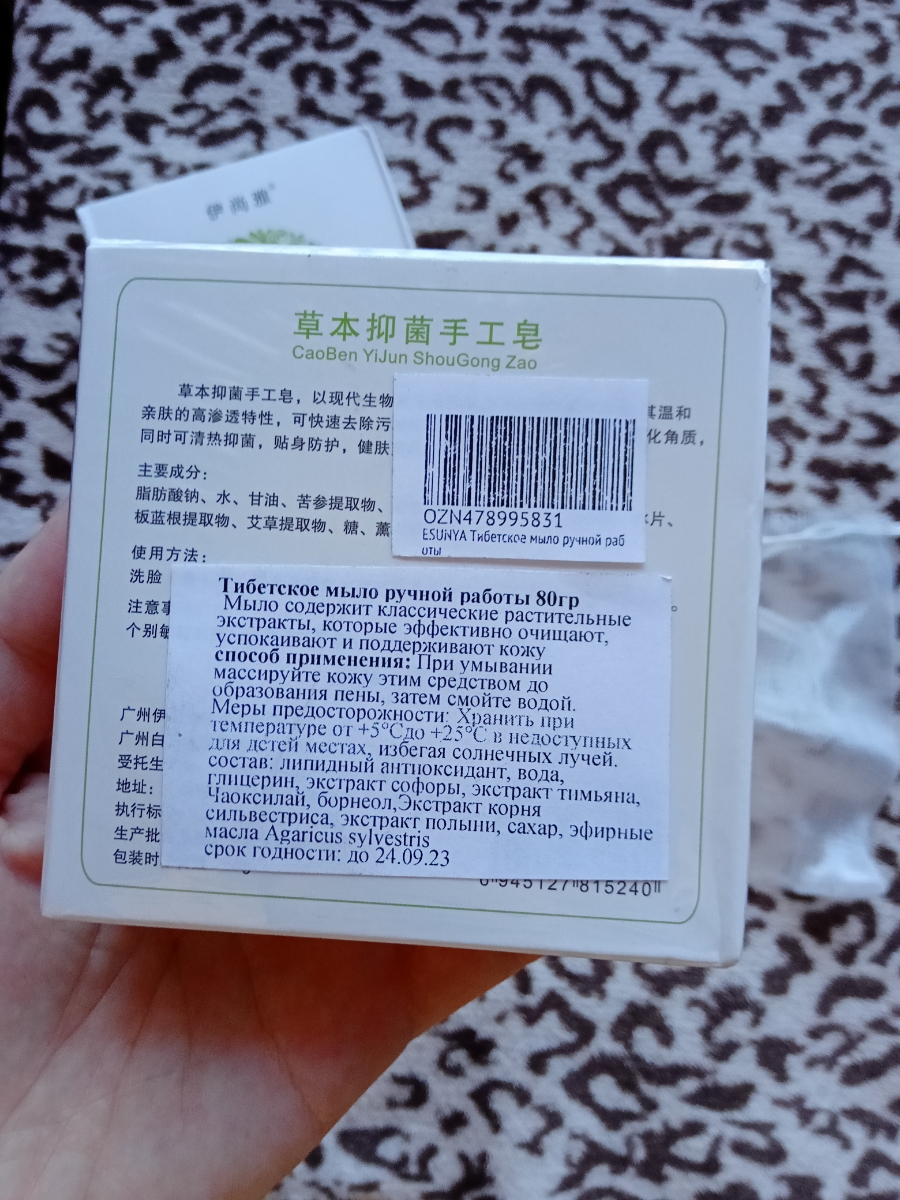 伊尚雅
草本抑菌手工皂
CaoBen YiJun ShouGong Zao
草本抑菌手工皂，以现代生物
其温和
亲肤的高渗透特性，可快速去除污
化角质，
同时可清热抑菌，贴身防护，健肤
主要成分：
脂肪酸钠、水、甘油、苦参提取物、
冰片、
板蓝根提取物、艾草提取物、糖、薰
使用方法：
洗脸
注意事
个别敏
OZN478995831
ESUNYA Тибетское мыло ручной раб
оты
Тибетское мыло ручной работы 80гр
Мыло содержит классические растительные
экстракты, которые эффективно очищают,
успокаивают и поддерживают кожу
способ применения: При умывании
массируйте кожу этим средством до
образования пены, затем смойте водой.
Меры предосторожности: Хранить при
температуре от +5°Сдо +25°С в недоступных
для детей местах, избегая солнечных лучей.
состав: липидный антиоксидант, вода,
глицерин, экстракт софоры, экстракт тимьяна,
Чаоксилай, борнеол,Экстракт корня
сильвестриса, экстракт полыни, сахар, эфирные
масла Agaricus sylvestris
срок годности: до 24.09.23
广州伊
广州白
受托生
地址：
执行标
生产批
包装时
0 945127 815240